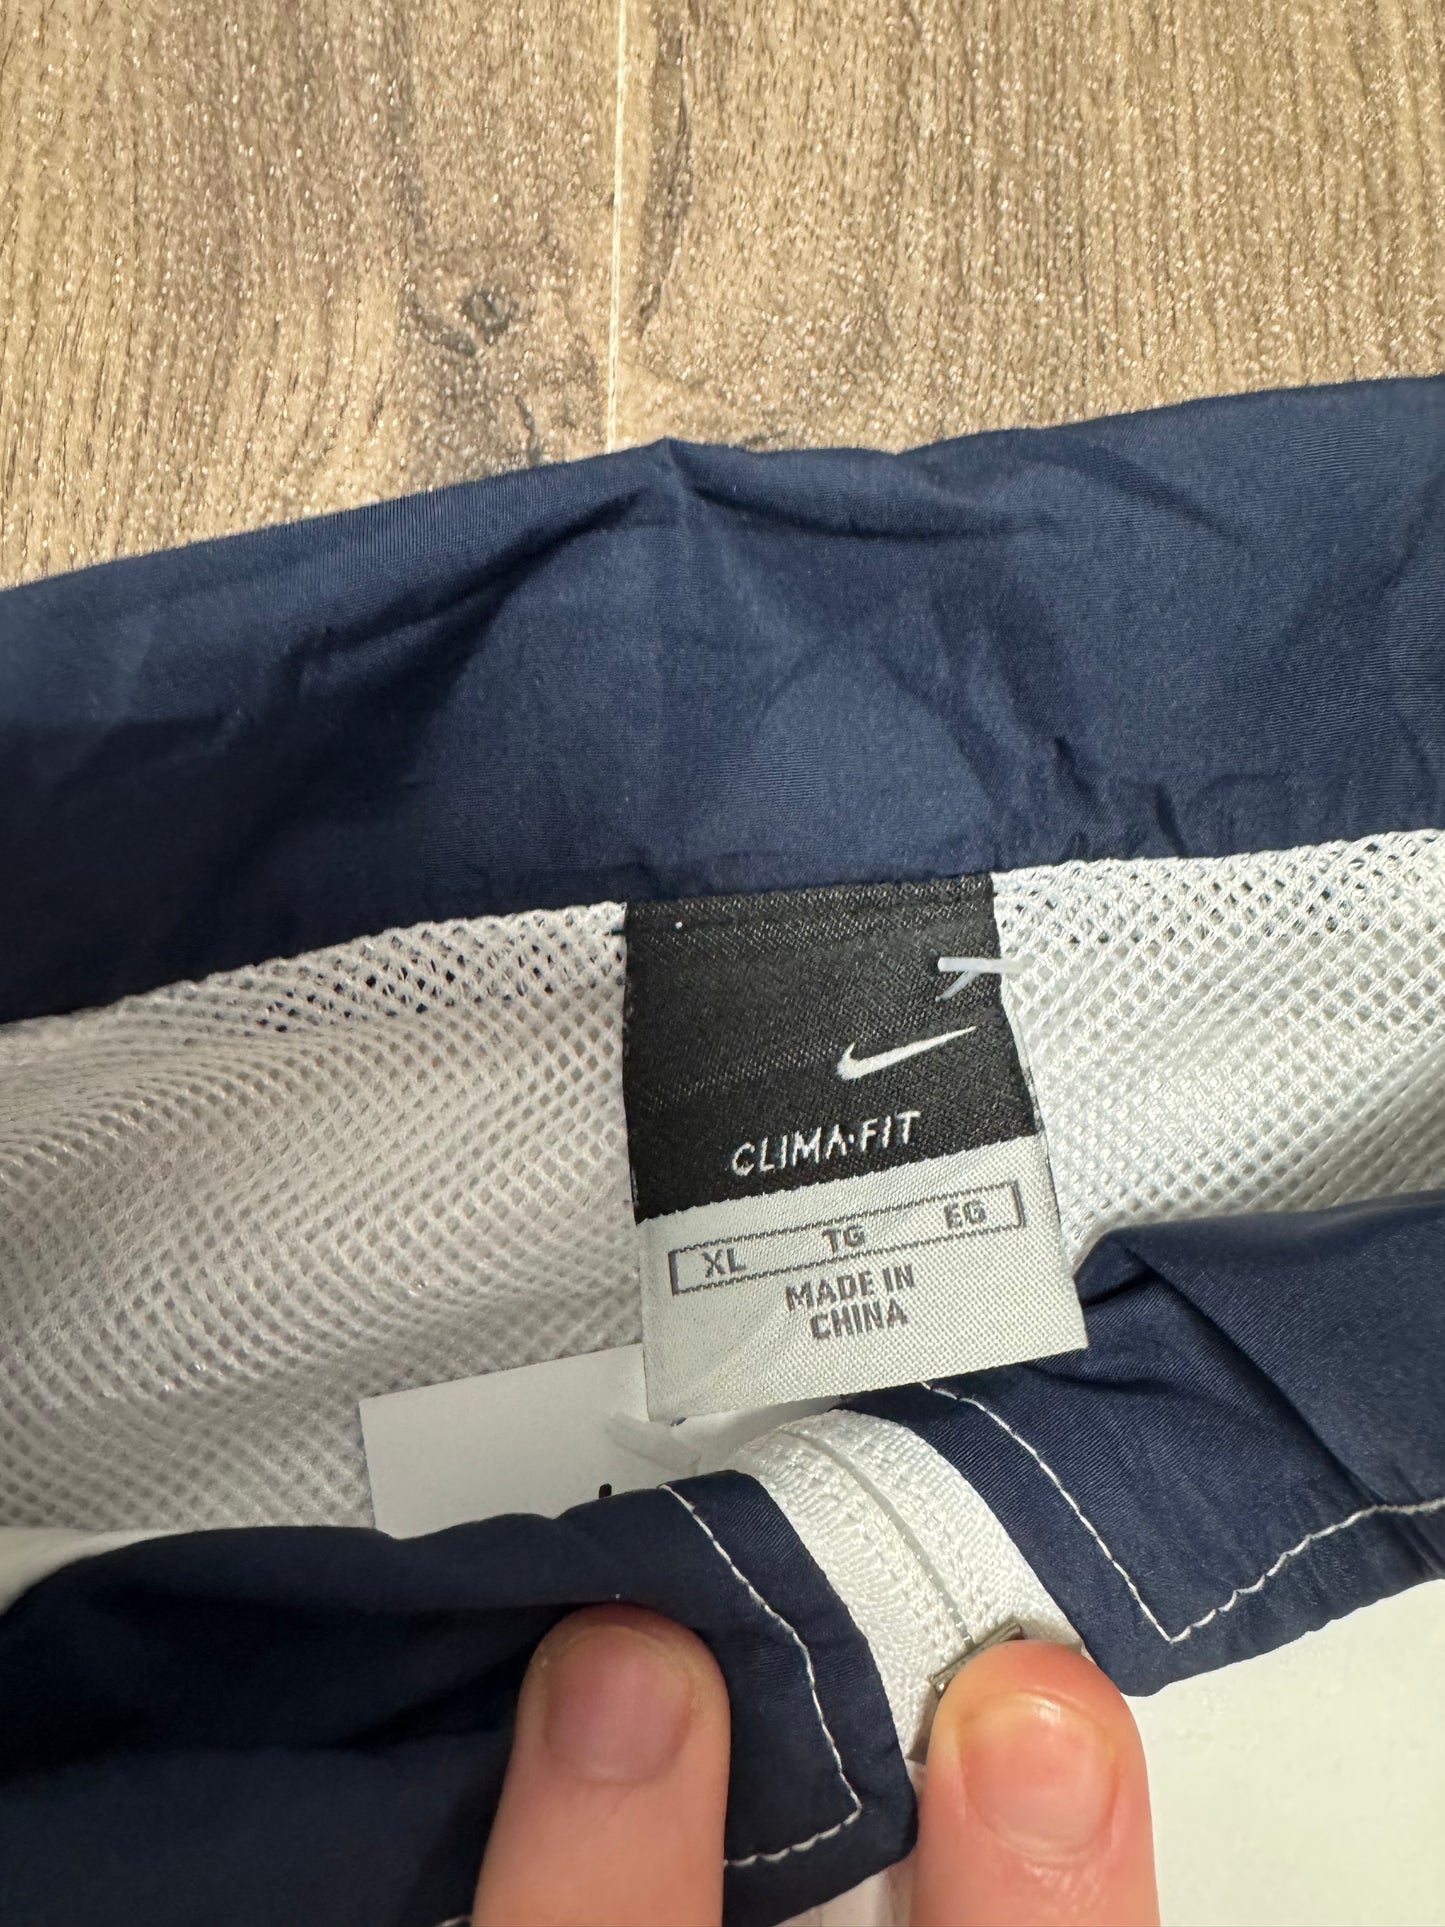 CLIMA·FIT
XL TG EG
MADE IN
CHINA